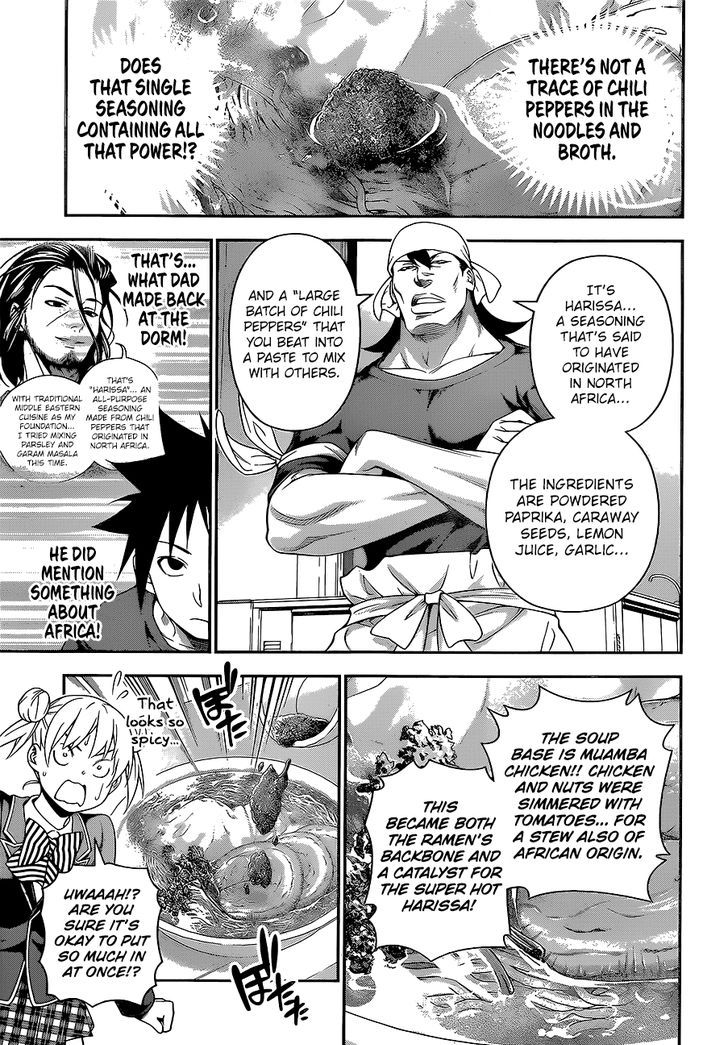 THERE'S NOT A
TRACE OF CHILI
PEPPERS IN THE
NOODLES AND
BROTH.
DOES
THAT SINGLE
SEASONING
CONTAINING ALL
THAT POWER!?
IT'S
HARISSA...
A SEASONING
THAT'S SAID
TO HAVE
ORIGINATED
IN NORTH
AFRICA...
THE INGREDIENTS
ARE POWDERED
PAPRIKA, CARAWAY
SEEDS, LEMON
JUICE, GARLIC...
AND A "LARGE
BATCH OF CHILI
PEPPERS" THAT
YOU BEAT INTO
A PASTE TO MIX
WITH OTHERS.
THAT'S...
WHAT DAD
MADE BACK
AT THE
DORM!
THAT'S
"HARISSA"... AN
ALL-PURPOSE
SEASONING
MADE FROM CHILI
PEPPERS THAT
ORIGINATED IN
NORTH AFRICA.
WITH TRADITIONAL
MIDDLE EASTERN
CUISINE AS MY
FOUNDATION...
I TRIED MIXING
PARSLEY AND
GARAM MASALA
THIS TIME.
HE DID
MENTION
SOMETHING
ABOUT
AFRICA!
THE SOUP
BASE IS MUAMBA
CHICKEN!! CHICKEN
AND NUTS WERE
SIMMERED WITH
TOMATOES... FOR
A STEW ALSO OF
AFRICAN ORIGIN.
THIS
BECAME BOTH
THE RAMEN'S
BACKBONE AND
A CATALYST FOR
THE SUPER HOT
HARISSA!
ぼた
That
looks so
spicy...
UWAAAH!?
ARE YOU
SURE IT'S
OKAY TO PUT
SO MUCH IN
AT ONCE!?
ぼたた